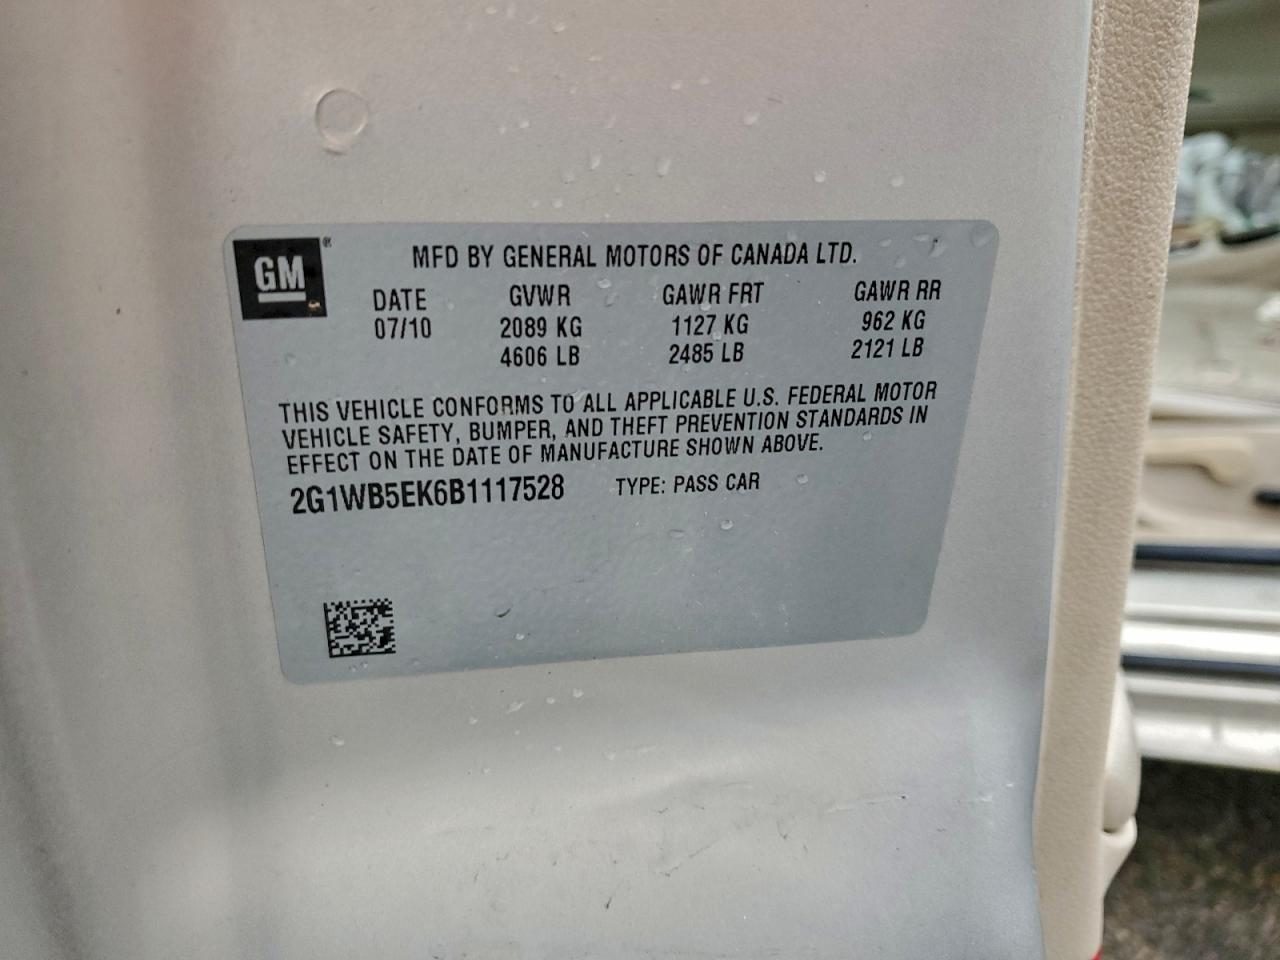 GM ®
MFD BY GENERAL MOTORS OF CANADA LTD.
DATE GVWR GAWR FRT GAWR RR
07/10 2089 KG 1127 KG 962 KG
4606 LB 2485 LB 2121 LB
THIS VEHICLE CONFORMS TO ALL APPLICABLE U.S. FEDERAL MOTOR
VEHICLE SAFETY, BUMPER, AND THEFT PREVENTION STANDARDS IN
EFFECT ON THE DATE OF MANUFACTURE SHOWN ABOVE.
2G1WB5EK6B1117528 TYPE: PASS CAR